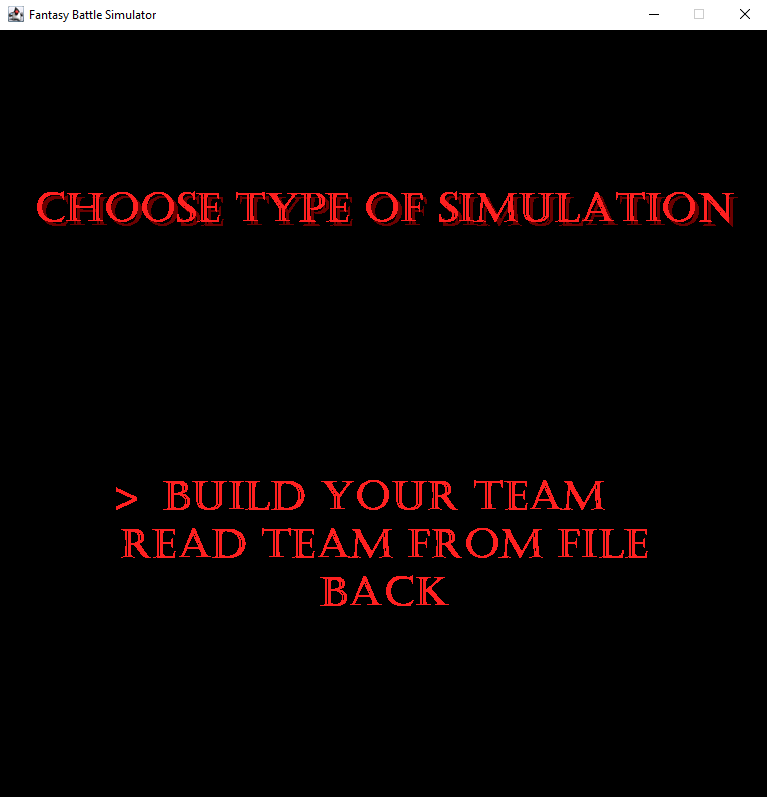 Fantasy Battle Simulator
CHOOSE TYPE OF SIMULATION
> BUILD YOUR TEAM
READ TEAM FROM FILE
BACK